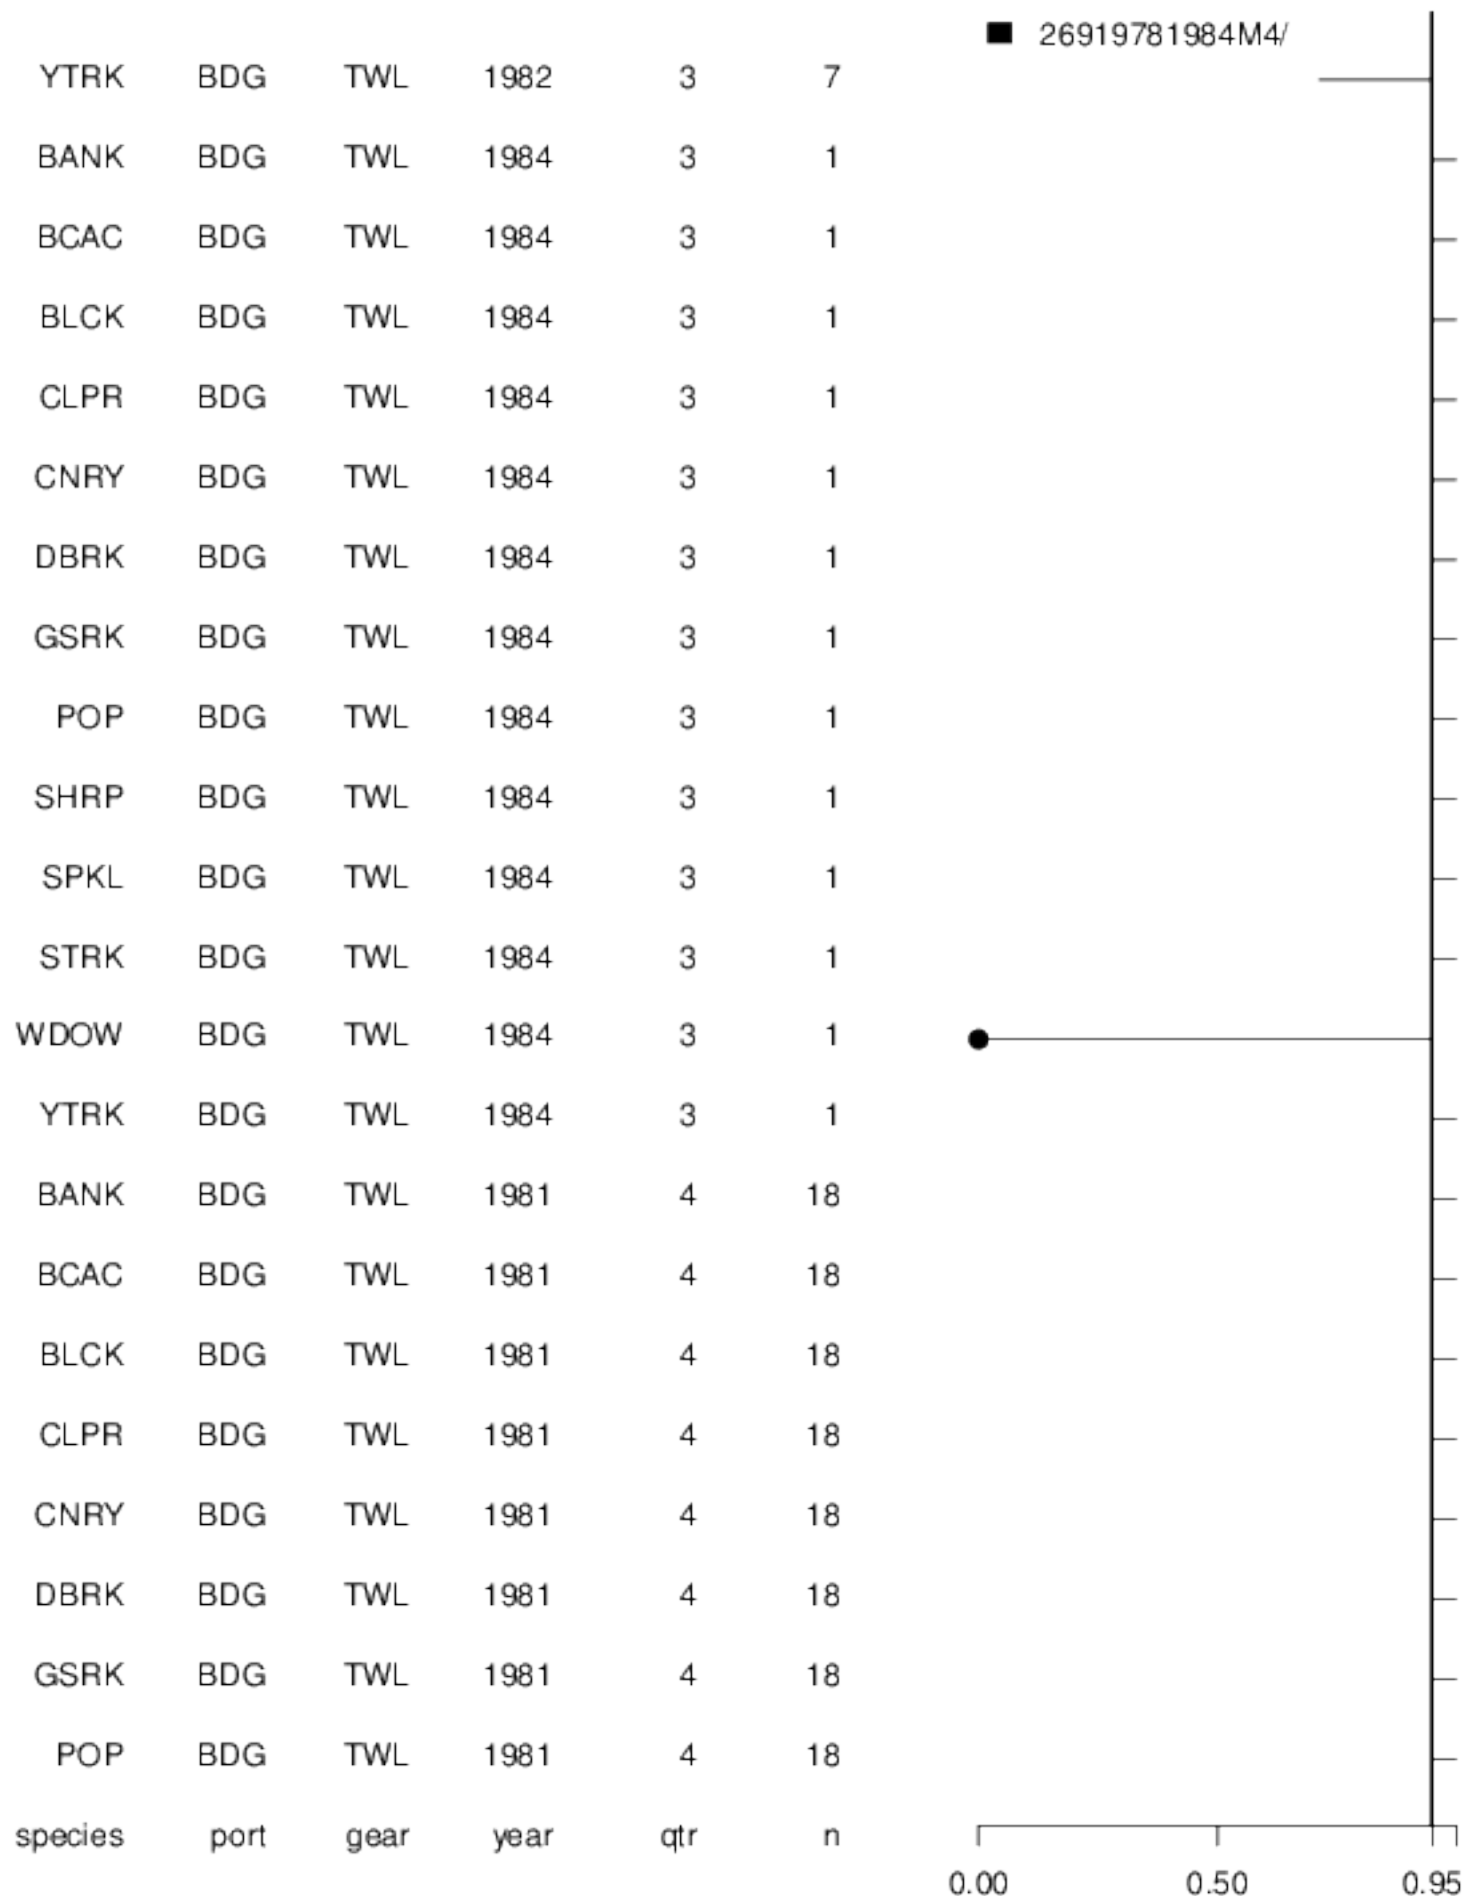 26919781984M4/
YTRK BDG TWL 1982 3 7
BANK BDG TWL 1984 3 1
BCAC BDG TWL 1984 3 1
BLCK BDG TWL 1984 3 1
CLPR BDG TWL 1984 3 1
CNRY BDG TWL 1984 3 1
DBRK BDG TWL 1984 3 1
GSRK BDG TWL 1984 3 1
POP BDG TWL 1984 3 1
SHRP BDG TWL 1984 3 1
SPKL BDG TWL 1984 3 1
STRK BDG TWL 1984 3 1
WDOW BDG TWL 1984 3 1
YTRK BDG TWL 1984 3 1
BANK BDG TWL 1981 4 18
BCAC BDG TWL 1981 4 18
BLCK BDG TWL 1981 4 18
CLPR BDG TWL 1981 4 18
CNRY BDG TWL 1981 4 18
DBRK BDG TWL 1981 4 18
GSRK BDG TWL 1981 4 18
POP BDG TWL 1981 4 18
species port gear year qtr n
0.00 0.50 0.95